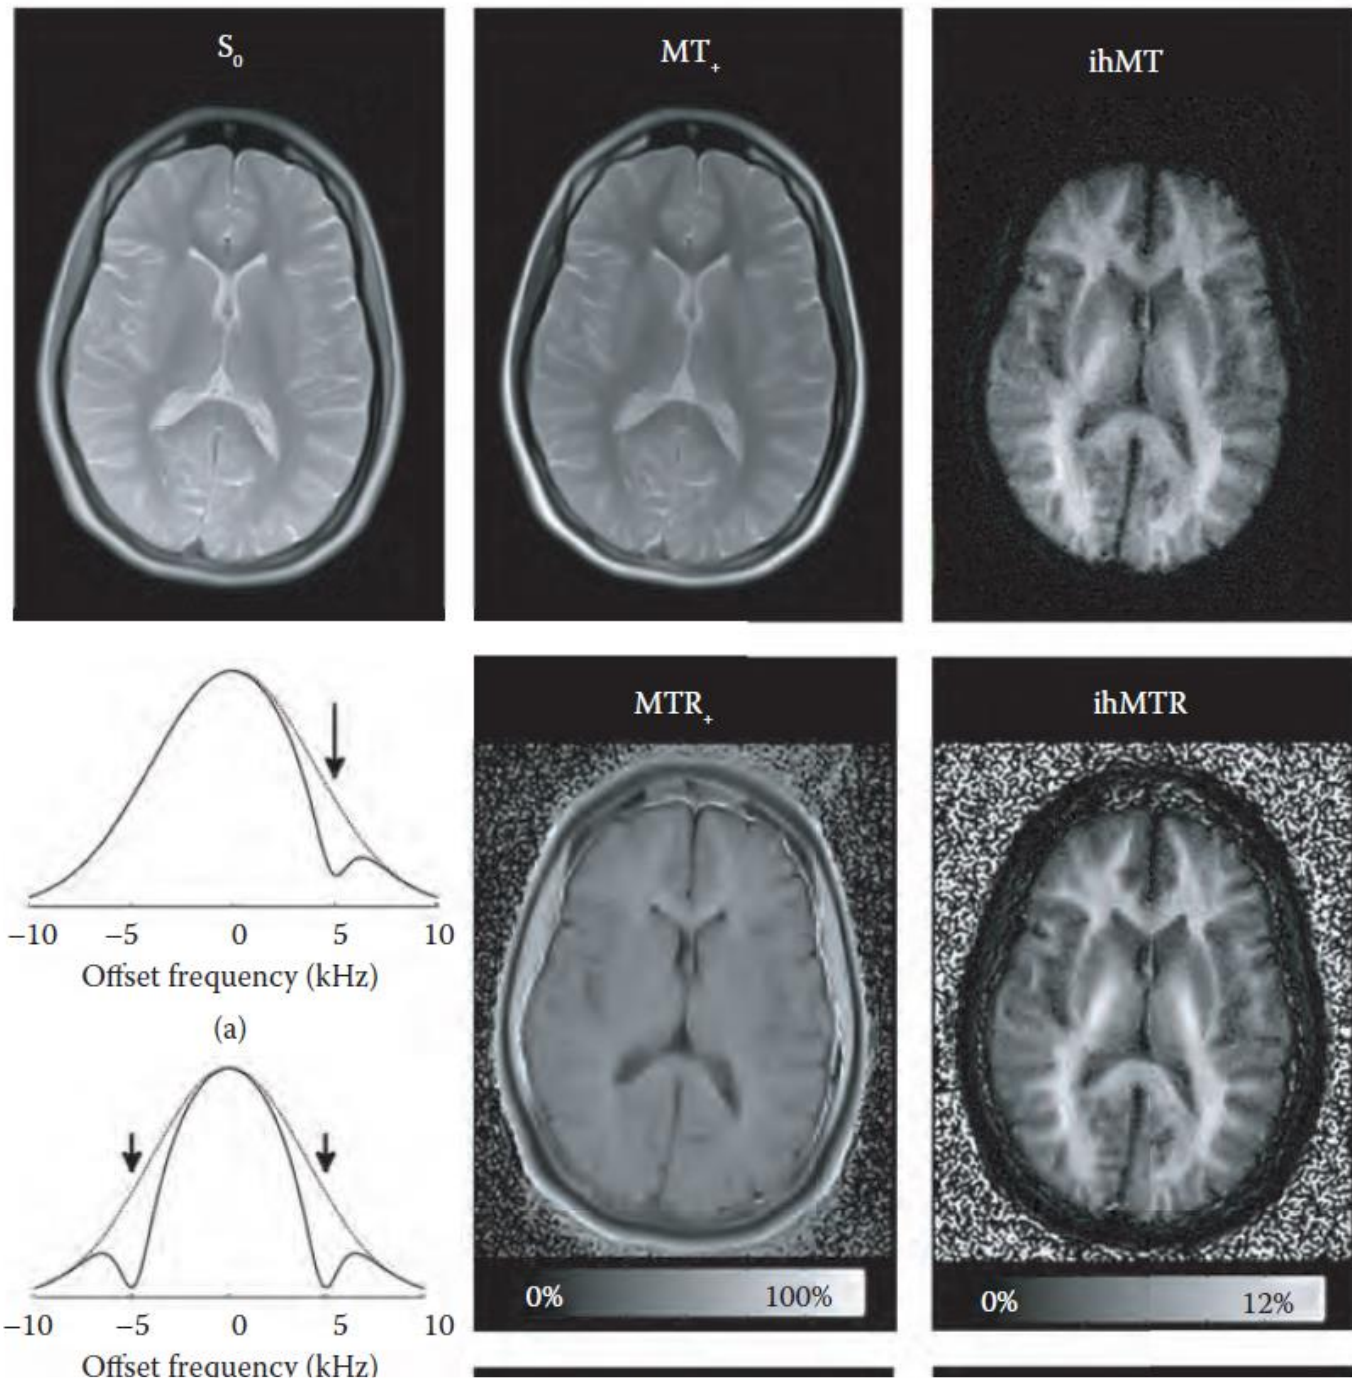 S₀
MT₊
ihMT
−10 −5 0 5 10
Offset frequency (kHz)
(a)
MTR₊
0% 100%
ihMTR
0% 12%
−10 −5 0 5 10
Offset frequency (kHz)